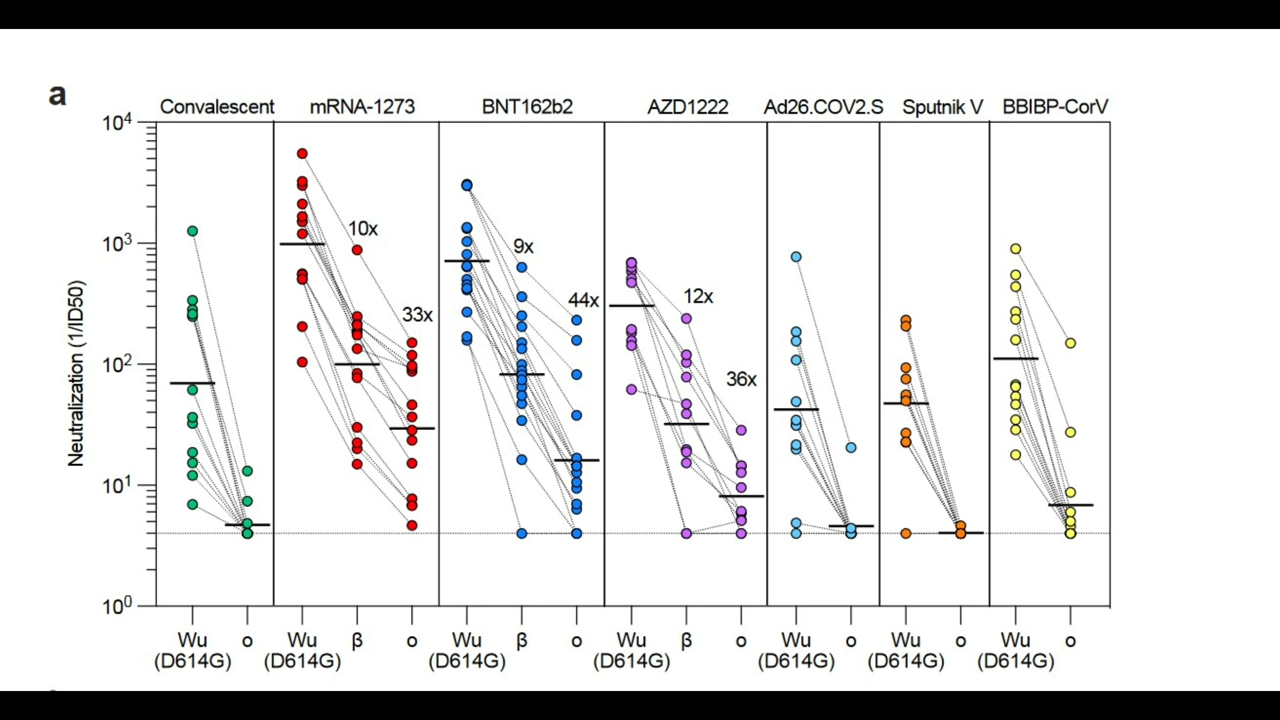 a
Convalescent mRNA-1273 BNT162b2 AZD1222 Ad26.COV2.S Sputnik V BBIBP-CorV
10⁴
10³
10²
10¹
10⁰
Neutralization (1/ID50)
10x
33x
9x
44x
12x
36x
Wu o Wu β o Wu β o Wu β o Wu o Wu o Wu o
(D614G) (D614G) (D614G) (D614G) (D614G) (D614G) (D614G)